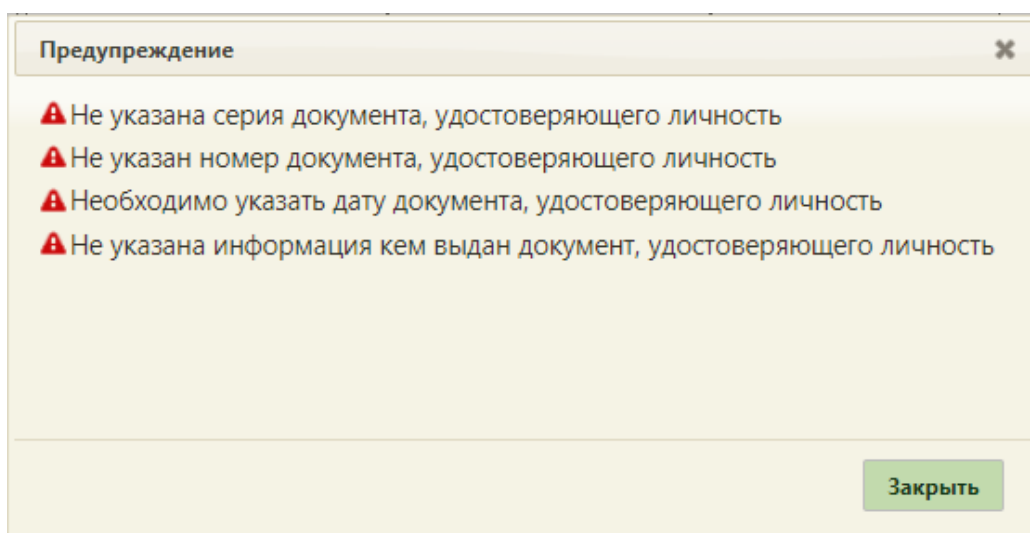 Предупреждение
Не указана серия документа, удостоверяющего личность
Не указан номер документа, удостоверяющего личность
Необходимо указать дату документа, удостоверяющего личность
Не указана информация кем выдан документ, удостоверяющего личность
Закрыть